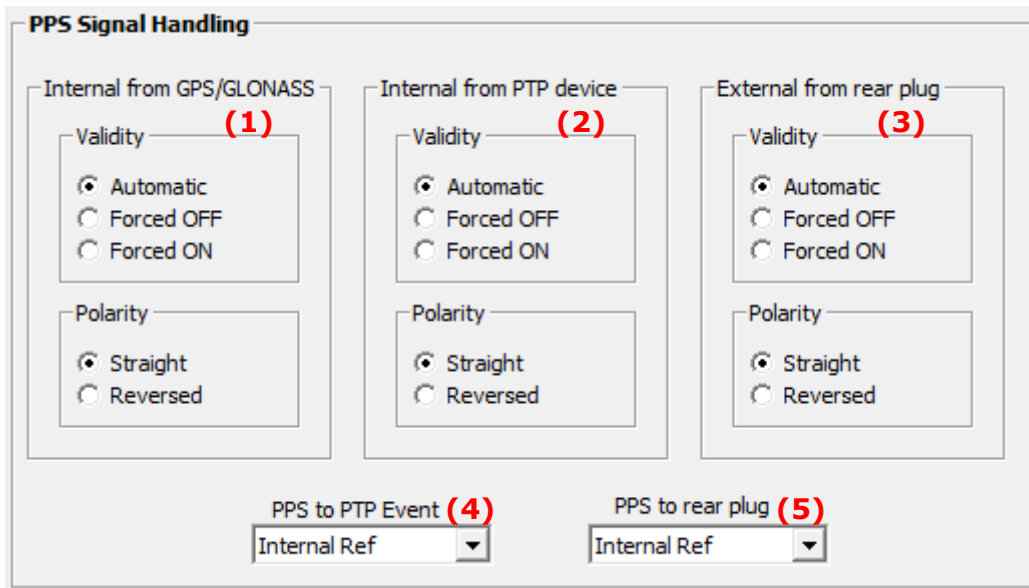 PPS Signal Handling
Internal from GPS/GLONASS
(1)
Validity
Automatic
Forced OFF
Forced ON
Polarity
Straight
Reversed
Internal from PTP device
(2)
Validity
Automatic
Forced OFF
Forced ON
Polarity
Straight
Reversed
External from rear plug
(3)
Validity
Automatic
Forced OFF
Forced ON
Polarity
Straight
Reversed
PPS to PTP Event (4)
Internal Ref
PPS to rear plug (5)
Internal Ref